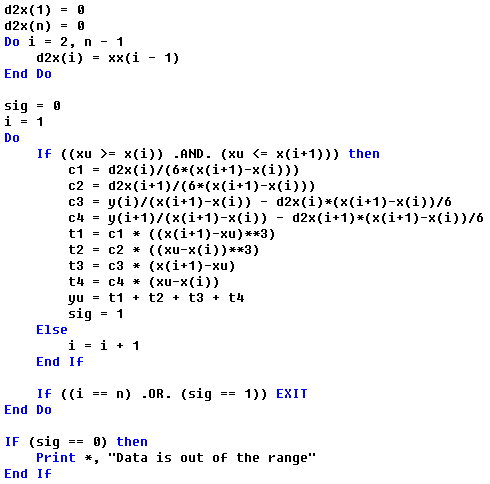 d2x(1) = 0
d2x(n) = 0
Do i = 2, n - 1
    d2x(i) = xx(i - 1)
End Do

sig = 0
i = 1
Do
    If ((xu >= x(i)) .AND. (xu <= x(i+1))) then
        c1 = d2x(i)/(6*(x(i+1)-x(i)))
        c2 = d2x(i+1)/(6*(x(i+1)-x(i)))
        c3 = y(i)/(x(i+1)-x(i)) - d2x(i)*(x(i+1)-x(i))/6
        c4 = y(i+1)/(x(i+1)-x(i)) - d2x(i+1)*(x(i+1)-x(i))/6
        t1 = c1 * ((x(i+1)-xu)**3)
        t2 = c2 * ((xu-x(i))**3)
        t3 = c3 * (x(i+1)-xu)
        t4 = c4 * (xu-x(i))
        yu = t1 + t2 + t3 + t4
        sig = 1
    Else
        i = i + 1
    End If

    If ((i == n) .OR. (sig == 1)) EXIT
End Do

IF (sig == 0) then
    Print *, "Data is out of the range"
End If